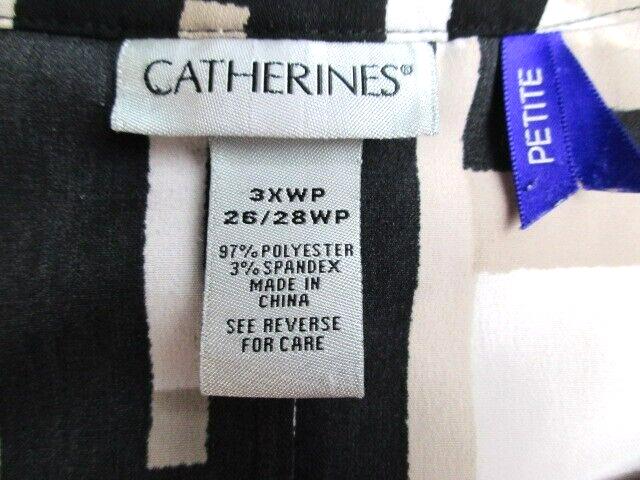 CATHERINES®
PETITE
3XWP
26/28WP
97% POLYESTER
3% SPANDEX
MADE IN
CHINA
SEE REVERSE
FOR CARE